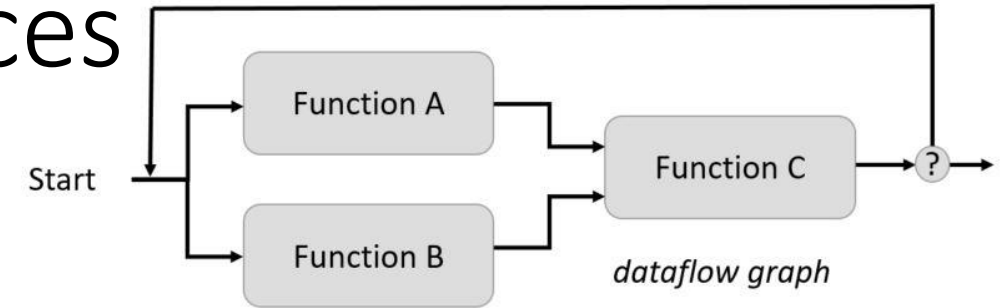 ces
Function A
Start
Function B
Function C
?
dataflow graph